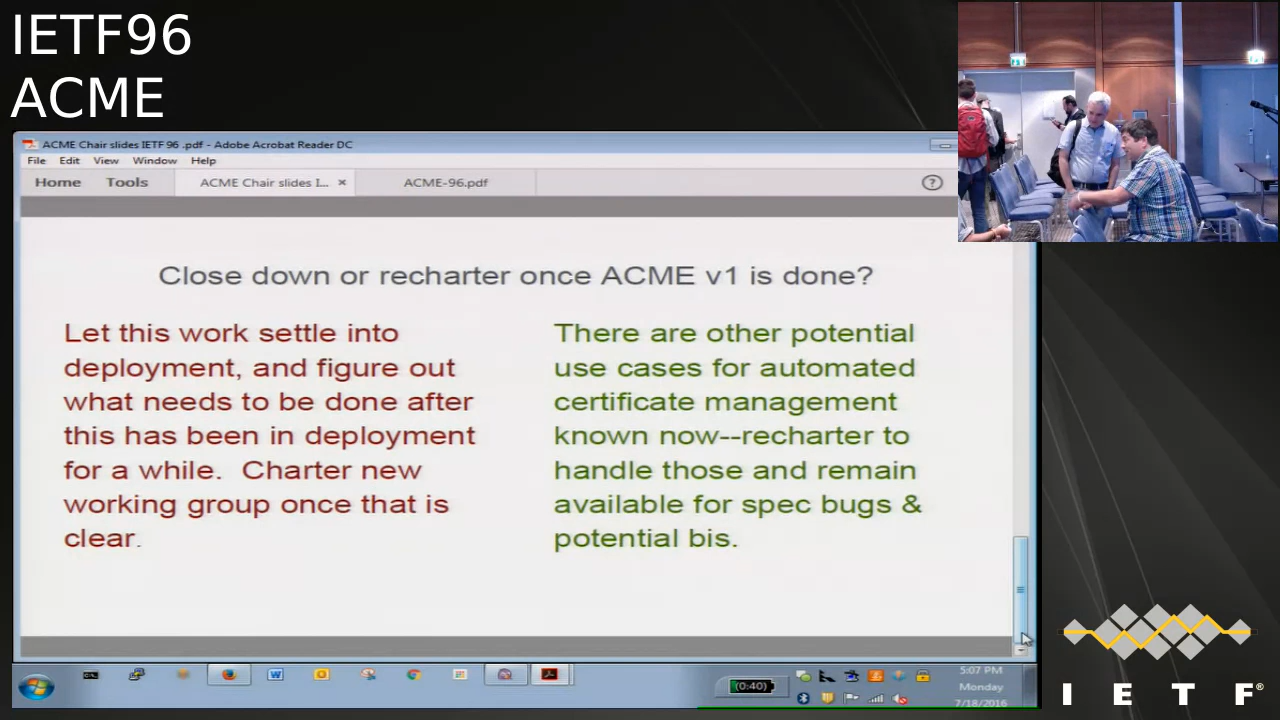 IETF96
ACME
ACME Chair slides IETF 96 .pdf - Adobe Acrobat Reader DC
File Edit View Window Help
Home Tools ACME Chair slides I... × ACME-96.pdf ?
Close down or recharter once ACME v1 is done?
Let this work settle into
deployment, and figure out
what needs to be done after
this has been in deployment
for a while. Charter new
working group once that is
clear.
There are other potential
use cases for automated
certificate management
known now--recharter to
handle those and remain
available for spec bugs &
potential bis.
(0:40)
5:07 PM
Monday
7/18/2016
I E T F®